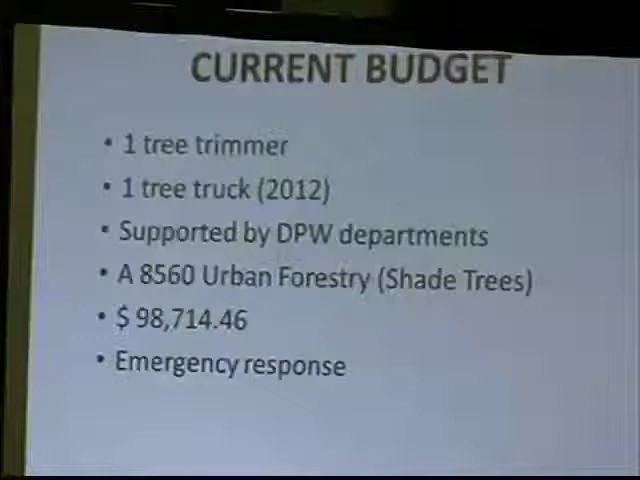 CURRENT BUDGET
• 1 tree trimmer
• 1 tree truck (2012)
• Supported by DPW departments
• A 8560 Urban Forestry (Shade Trees)
• $ 98,714.46
• Emergency response